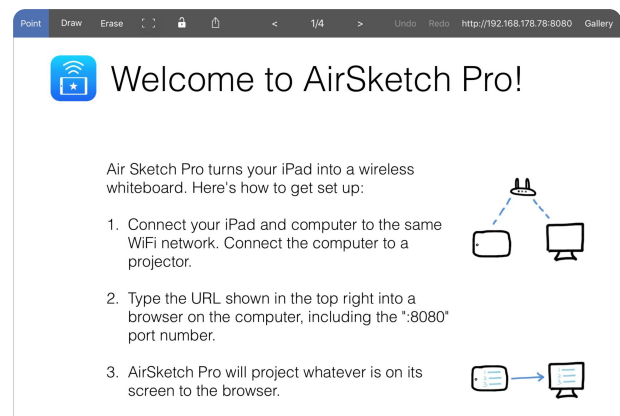 Point Draw Erase < 1/4 > Undo Redo http://192.168.178.78:8080 Gallery
Welcome to AirSketch Pro!
Air Sketch Pro turns your iPad into a wireless
whiteboard. Here's how to get set up:
1. Connect your iPad and computer to the same
WiFi network. Connect the computer to a
projector.
2. Type the URL shown in the top right into a
browser on the computer, including the ":8080"
port number.
3. AirSketch Pro will project whatever is on its
screen to the browser.